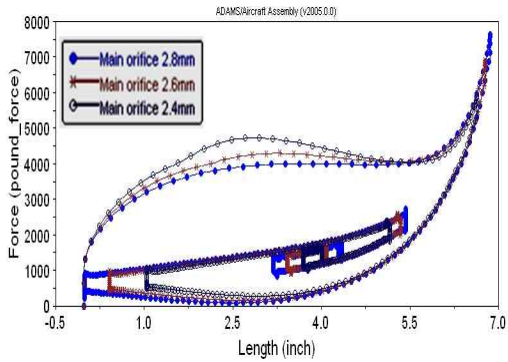 ADAMS/Aircraft Assembly (v2005.0.0)
8000
7000
6000
15000
4000
3000
2000
1000
0
Force (pound_force)
Main orifice 2.8mm
Main orifice 2.6mm
Main orifice 2.4mm
-0.5 1.0 2.5 4.0 5.5 7.0
Length (inch)